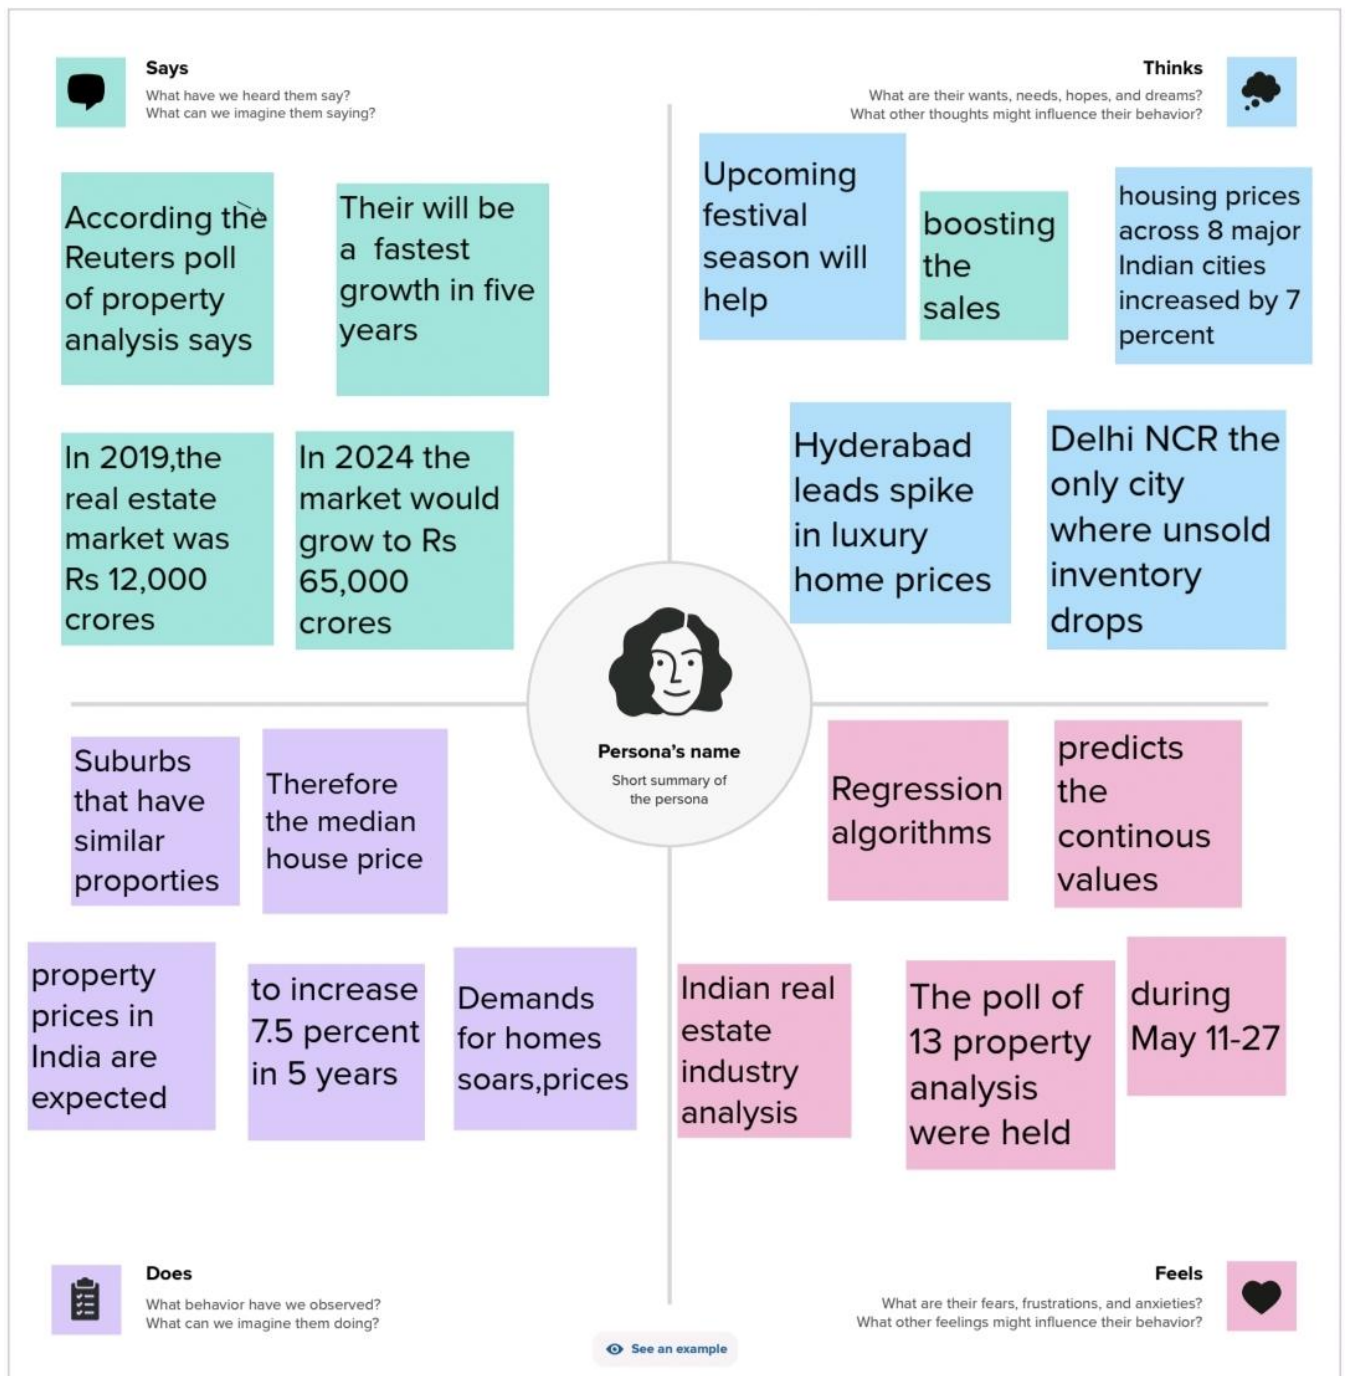 Says
What have we heard them say?
What can we imagine them saying?
Thinks
What are their wants, needs, hopes, and dreams?
What other thoughts might influence their behavior?
According the
Reuters poll
of property
analysis says
Their will be
a fastest
growth in five
years
Upcoming
festival
season will
help
boosting
the
sales
housing prices
across 8 major
Indian cities
increased by 7
percent
In 2019,the
real estate
market was
Rs 12,000
crores
In 2024 the
market would
grow to Rs
65,000
crores
Hyderabad
leads spike
in luxury
home prices
Delhi NCR the
only city
where unsold
inventory
drops
Persona's name
Short summary of
the persona
Suburbs
that have
similar
proporties
Therefore
the median
house price
Regression
algorithms
predicts
the
continous
values
property
prices in
India are
expected
to increase
7.5 percent
in 5 years
Demands
for homes
soars,prices
Indian real
estate
industry
analysis
The poll of
13 property
analysis
were held
during
May 11-27
Does
What behavior have we observed?
What can we imagine them doing?
Feels
What are their fears, frustrations, and anxieties?
What other feelings might influence their behavior?
See an example